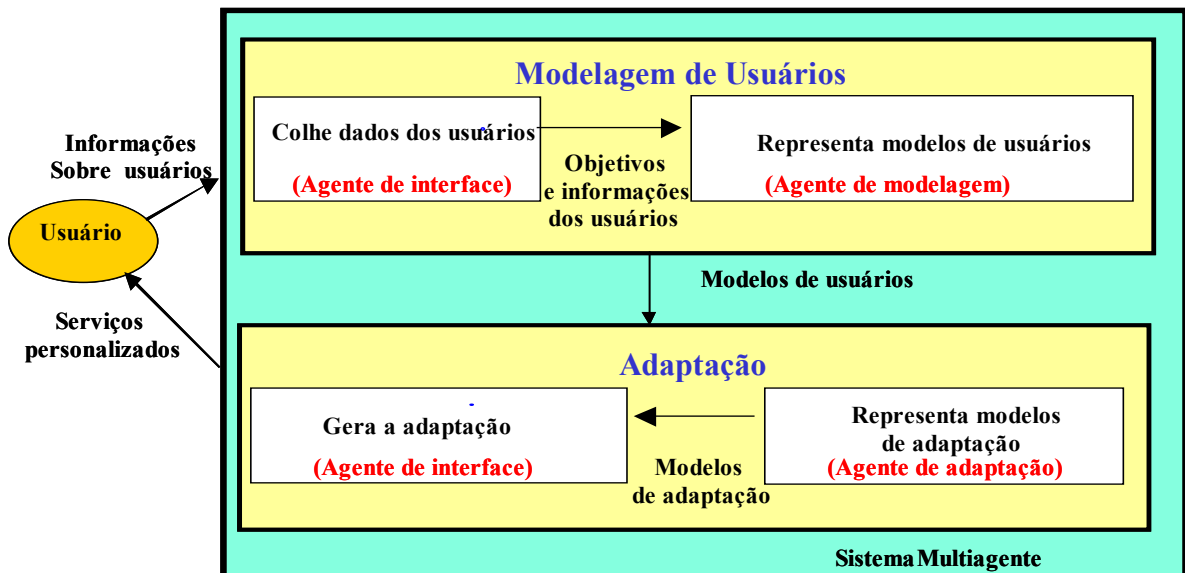 Modelagem de Usuários
Informações
Sobre usuários
Colhe dados dos usuários
(Agente de interface)
Objetivos
e informações
dos usuários
Representa modelos de usuários
(Agente de modelagem)
Usuário
Modelos de usuários
Serviços
personalizados
Adaptação
Gera a adaptação
(Agente de interface)
Modelos
de adaptação
Representa modelos
de adaptação
(Agente de adaptação)
Sistema Multiagente